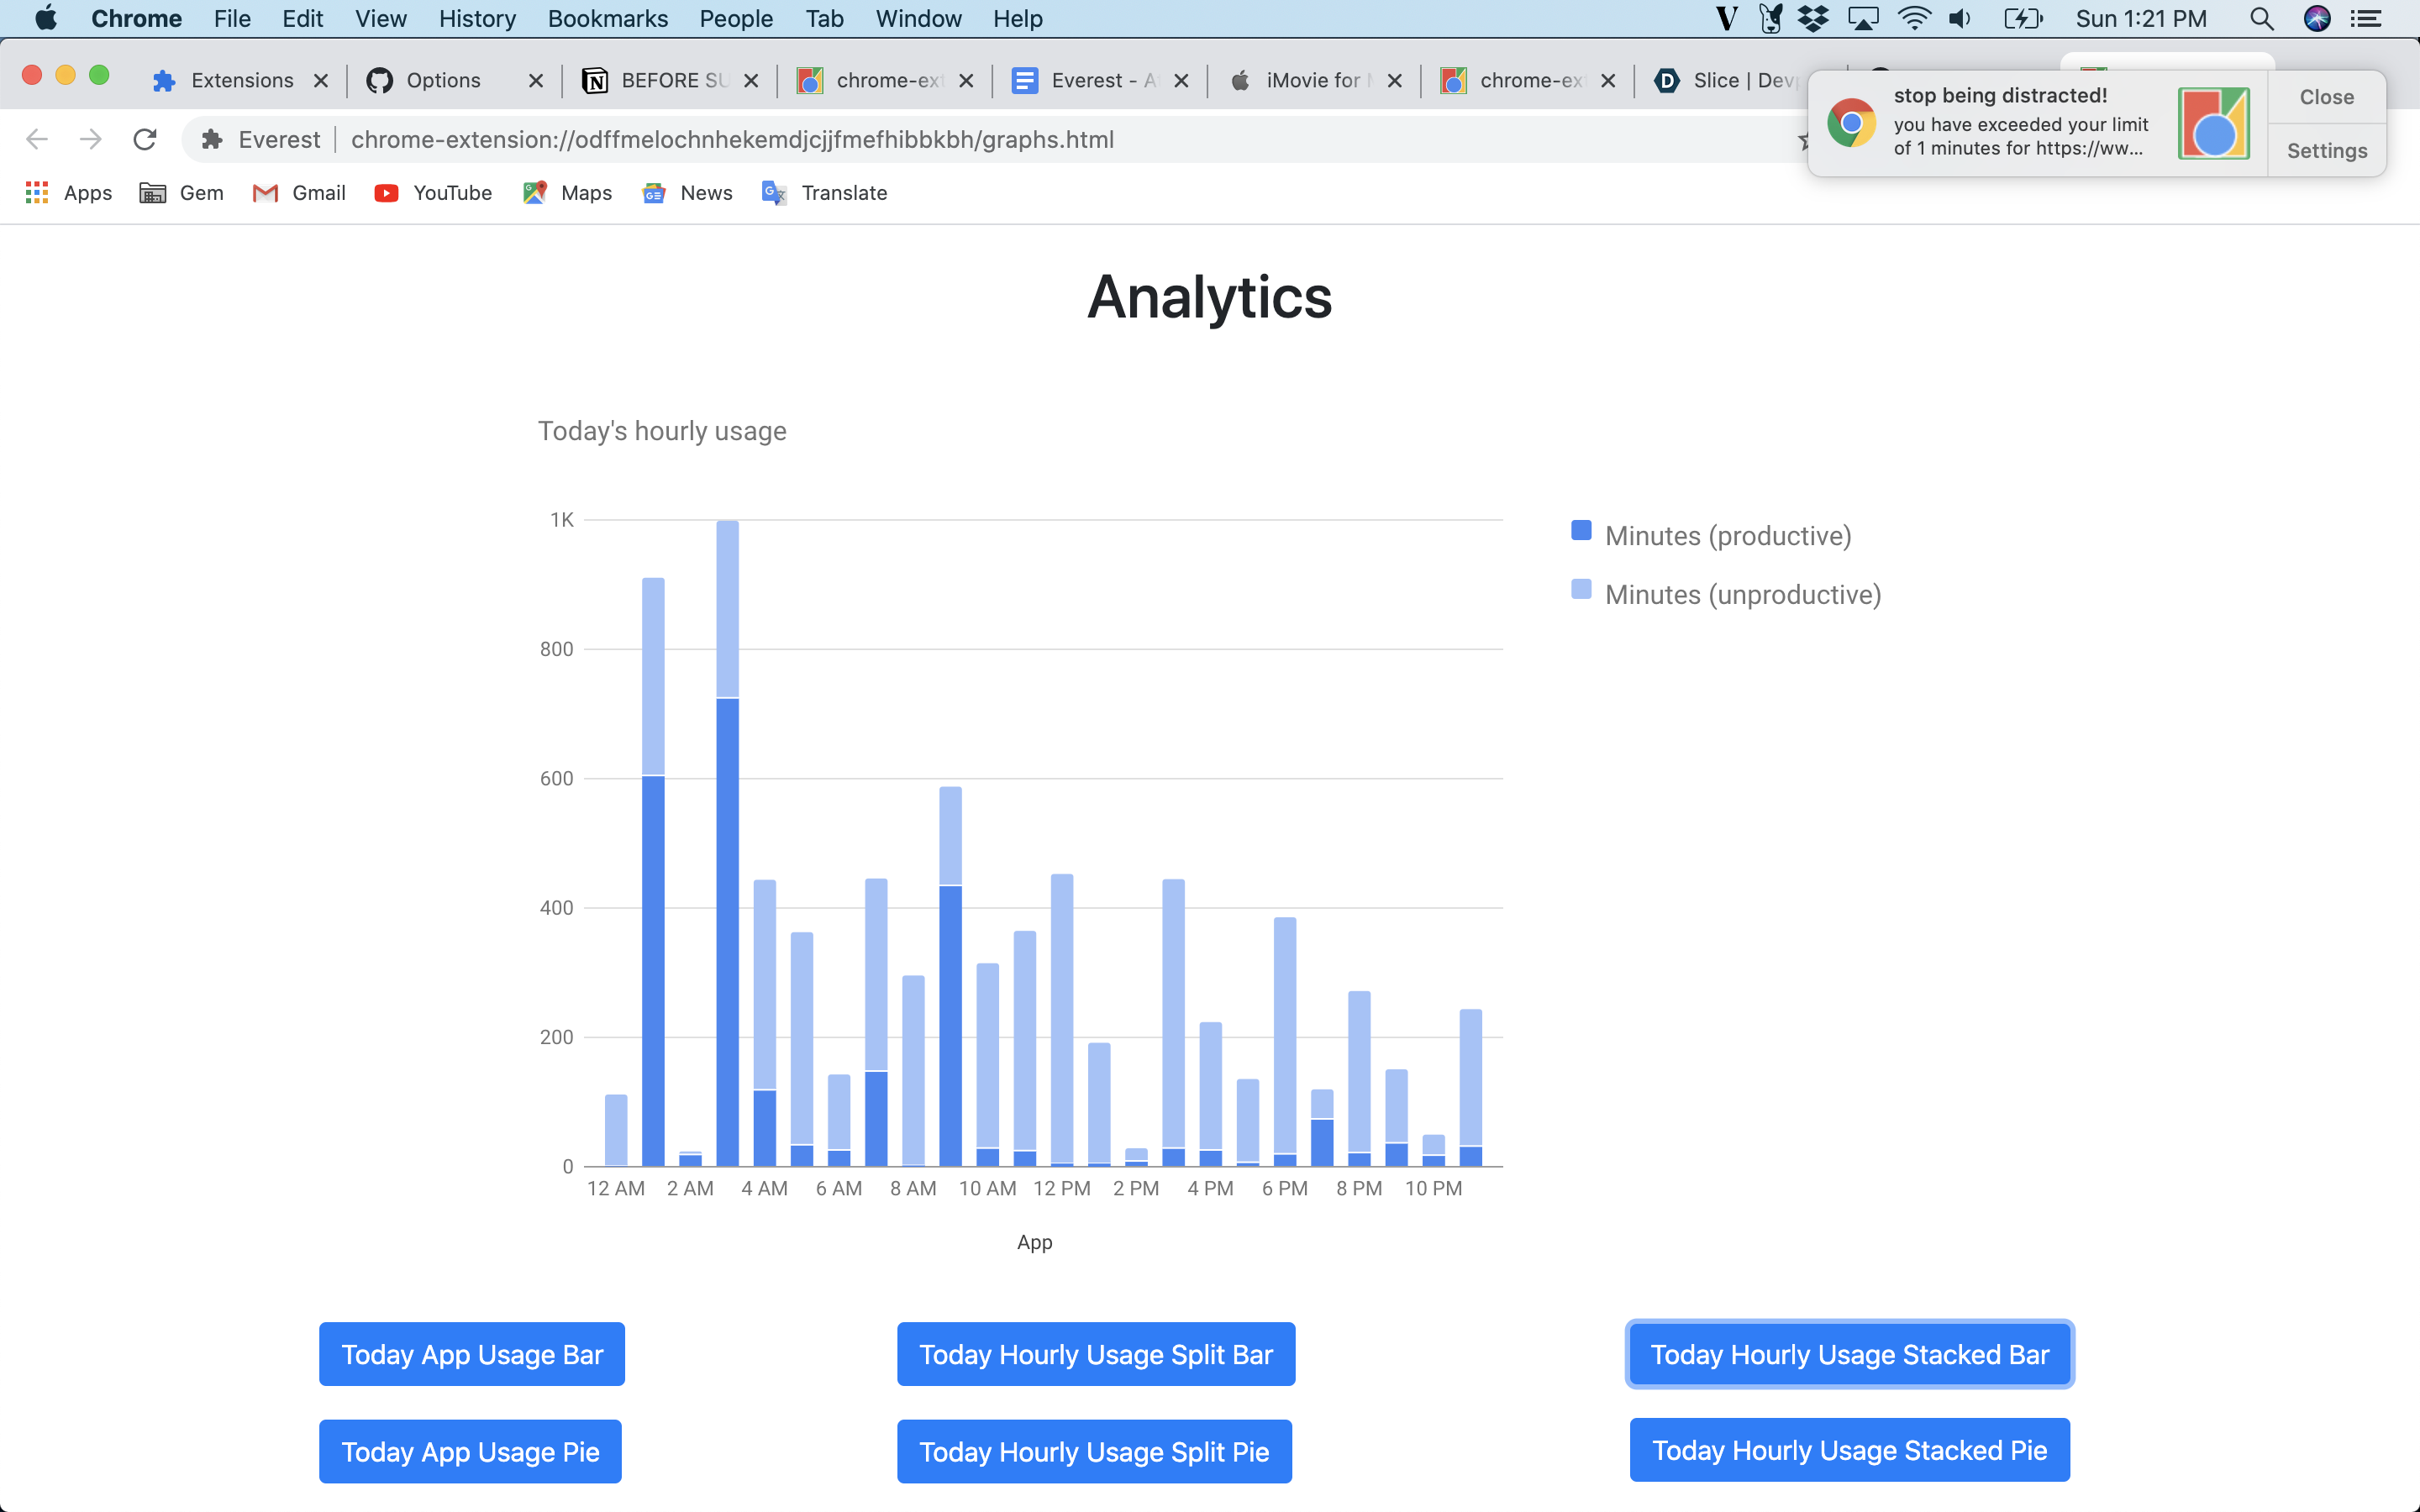 Chrome File Edit View History Bookmarks People Tab Window Help Sun 1:21 PM
Extensions Options BEFORE SU chrome-ext Everest - A iMovie for chrome-ext Slice | Devp
stop being distracted!
you have exceeded your limit
of 1 minutes for https://ww...
Close
Settings
Everest chrome-extension://odffmelochnhekemdjcjjfmefhibbkbh/graphs.html
Apps Gem Gmail YouTube Maps News Translate
Analytics
Today's hourly usage
1K
800
600
400
200
0
Minutes (productive)
Minutes (unproductive)
12 AM 2 AM 4 AM 6 AM 8 AM 10 AM 12 PM 2 PM 4 PM 6 PM 8 PM 10 PM
App
Today App Usage Bar Today Hourly Usage Split Bar Today Hourly Usage Stacked Bar
Today App Usage Pie Today Hourly Usage Split Pie Today Hourly Usage Stacked Pie